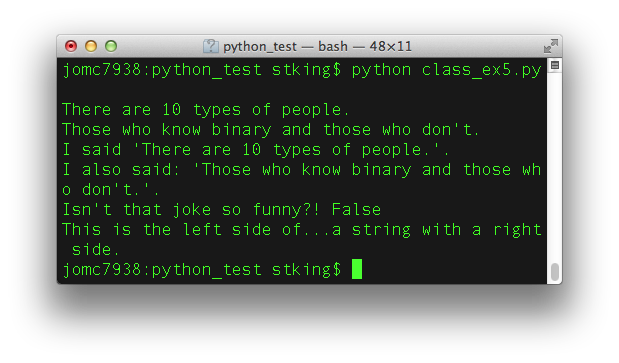 python_test — bash — 48×11
jomc7938:python_test stking$ python class_ex5.py
There are 10 types of people.
Those who know binary and those who don't.
I said 'There are 10 types of people.'.
I also said: 'Those who know binary and those wh
o don't.'.
Isn't that joke so funny?! False
This is the left side of...a string with a right
 side.
jomc7938:python_test stking$